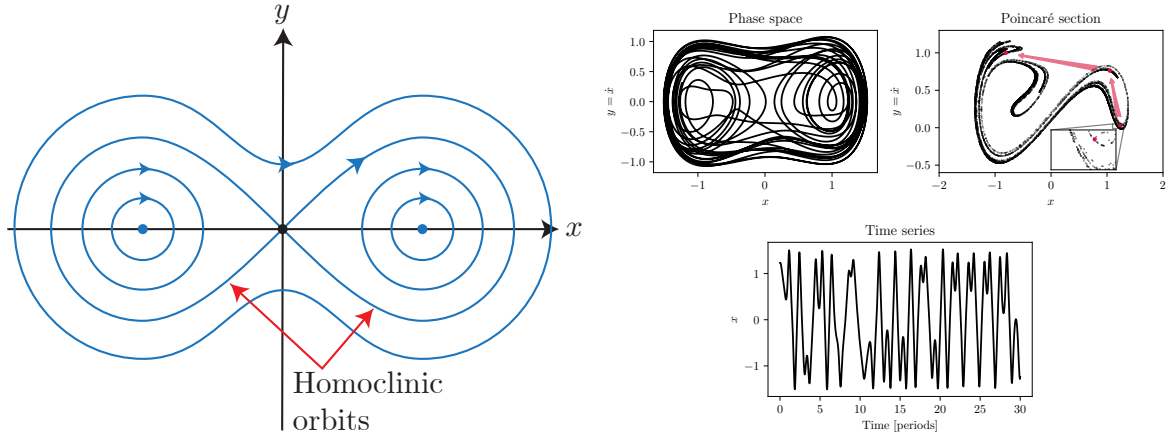 y
x
Homoclinic
orbits
Phase space
1.0
0.5
0.0
−0.5
−1.0
y = ẋ
−1 0 1
x
Poincaré section
1.0
0.5
0.0
−0.5
y = ẋ
−2 −1 0 1 2
x
Time series
1
0
−1
x
0 5 10 15 20 25 30
Time [periods]